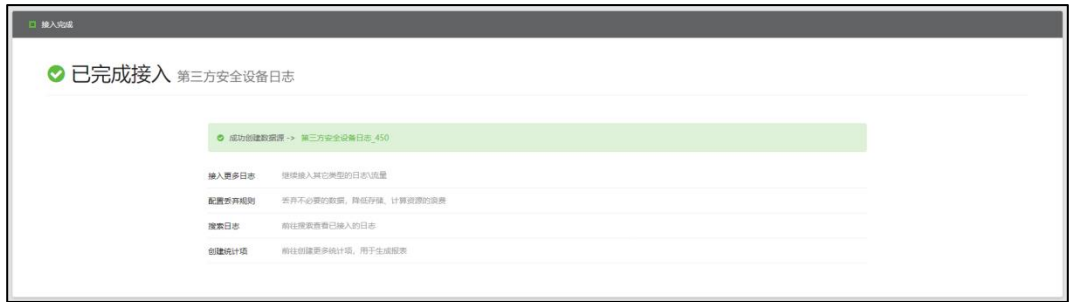 接入完成
已完成接入 第三方安全设备日志
成功创建数据源 -> 第三方安全设备日志_450
接入更多日志 继续接入其它类型的日志\流量
配置丢弃规则 丢弃不必要的数据，降低存储、计算资源的浪费
搜索日志 前往搜索查看已接入的日志
创建统计项 前往创建更多统计项，用于生成报表